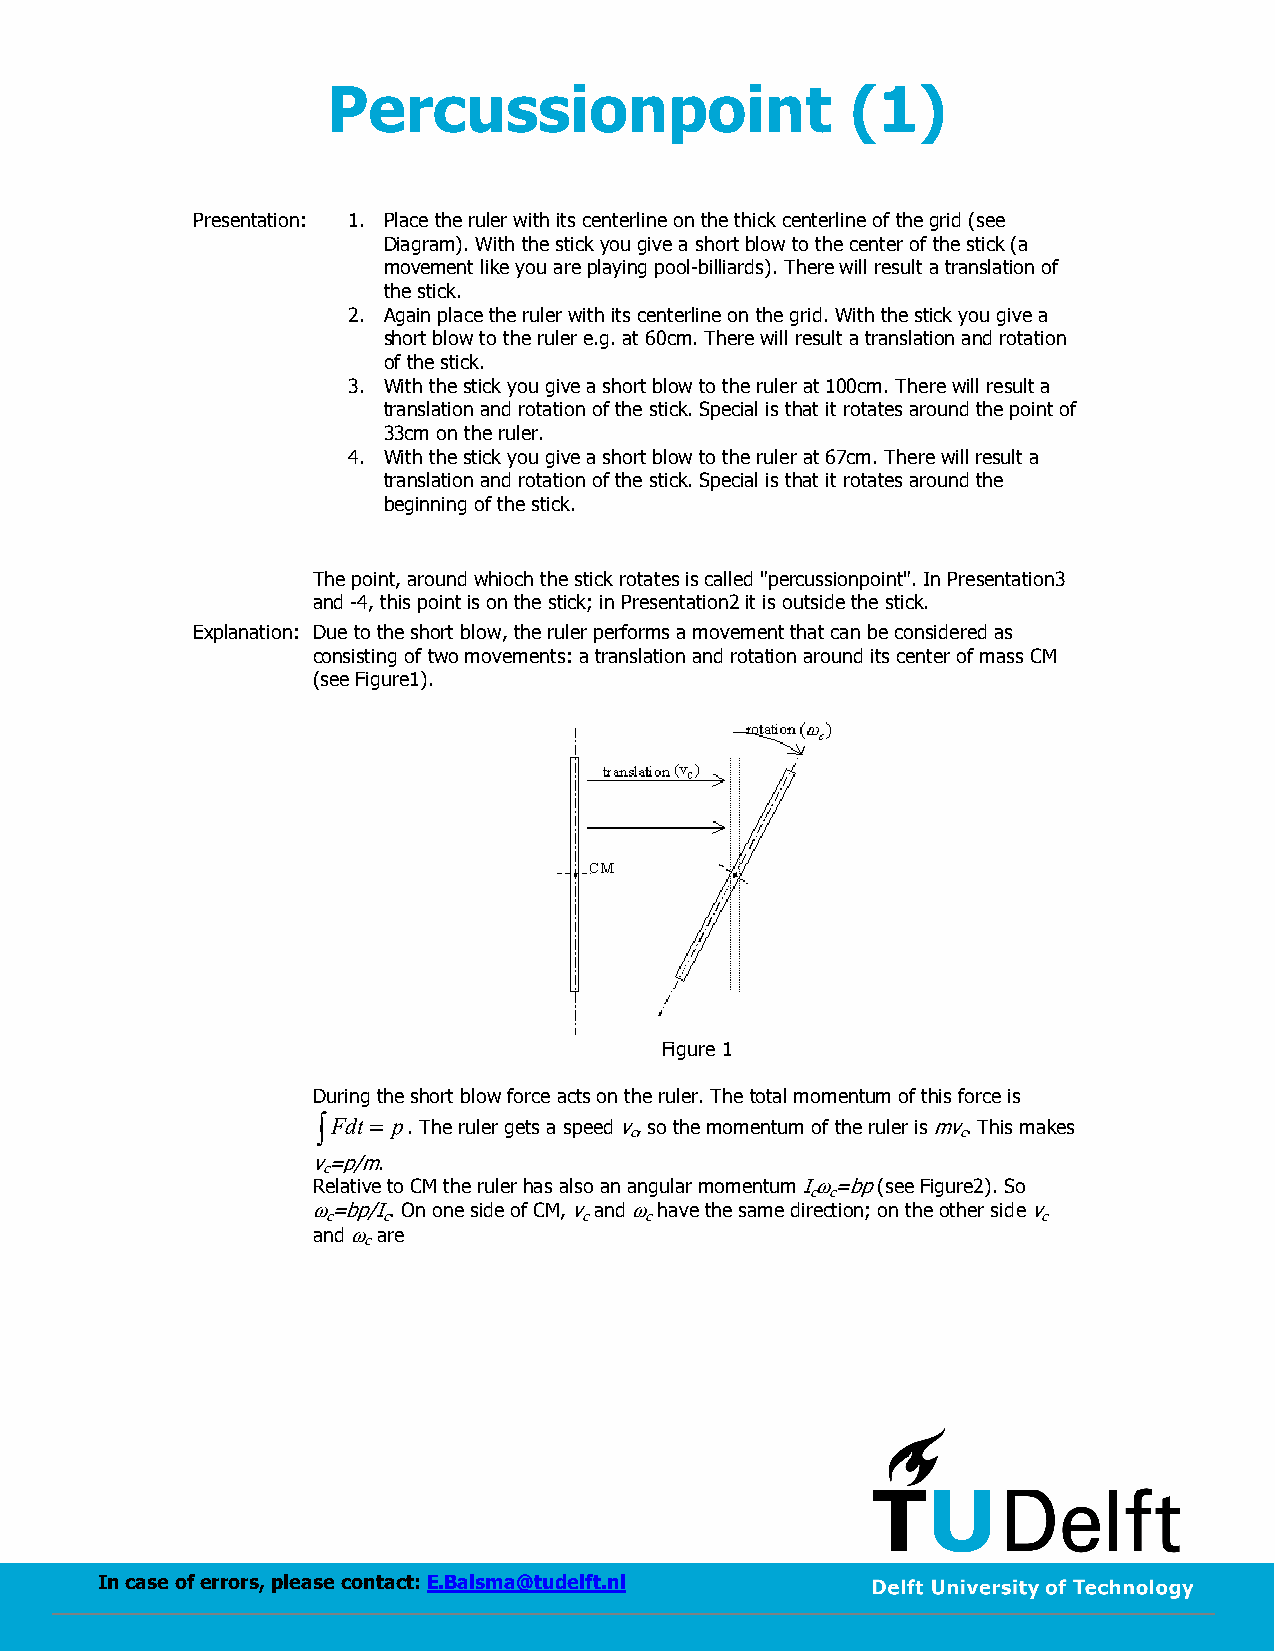 Percussionpoint (1)
Presentation: 1. Place the ruler with its centerline on the thick centerline of the grid (see
Diagram). With the stick you give a short blow to the center of the stick (a
movement like you are playing pool-billiards). There will result a translation of
the stick.
2. Again place the ruler with its centerline on the grid. With the stick you give a
short blow to the ruler e.g. at 60cm. There will result a translation and rotation
of the stick.
3. With the stick you give a short blow to the ruler at 100cm. There will result a
translation and rotation of the stick. Special is that it rotates around the point of
33cm on the ruler.
4. With the stick you give a short blow to the ruler at 67cm. There will result a
translation and rotation of the stick. Special is that it rotates around the
beginning of the stick.
The point, around whioch the stick rotates is called "percussionpoint". In Presentation3
and -4, this point is on the stick; in Presentation2 it is outside the stick.
Explanation: Due to the short blow, the ruler performs a movement that can be considered as
consisting of two movements: a translation and rotation around its center of mass CM
(see Figure1).
rotation (ωc)
translation (vc)
CM
Figure 1
During the short blow force acts on the ruler. The total momentum of this force is
∫Fdt = p. The ruler gets a speed vc, so the momentum of the ruler is mvc. This makes
vc=p/m.
Relative to CM the ruler has also an angular momentum Icωc=bp (see Figure2). So
ωc=bp/Ic. On one side of CM, vc and ωc have the same direction; on the other side vc
and ωc are
TUDelft
In case of errors, please contact: E.Balsma@tudelft.nl
Delft University of Technology